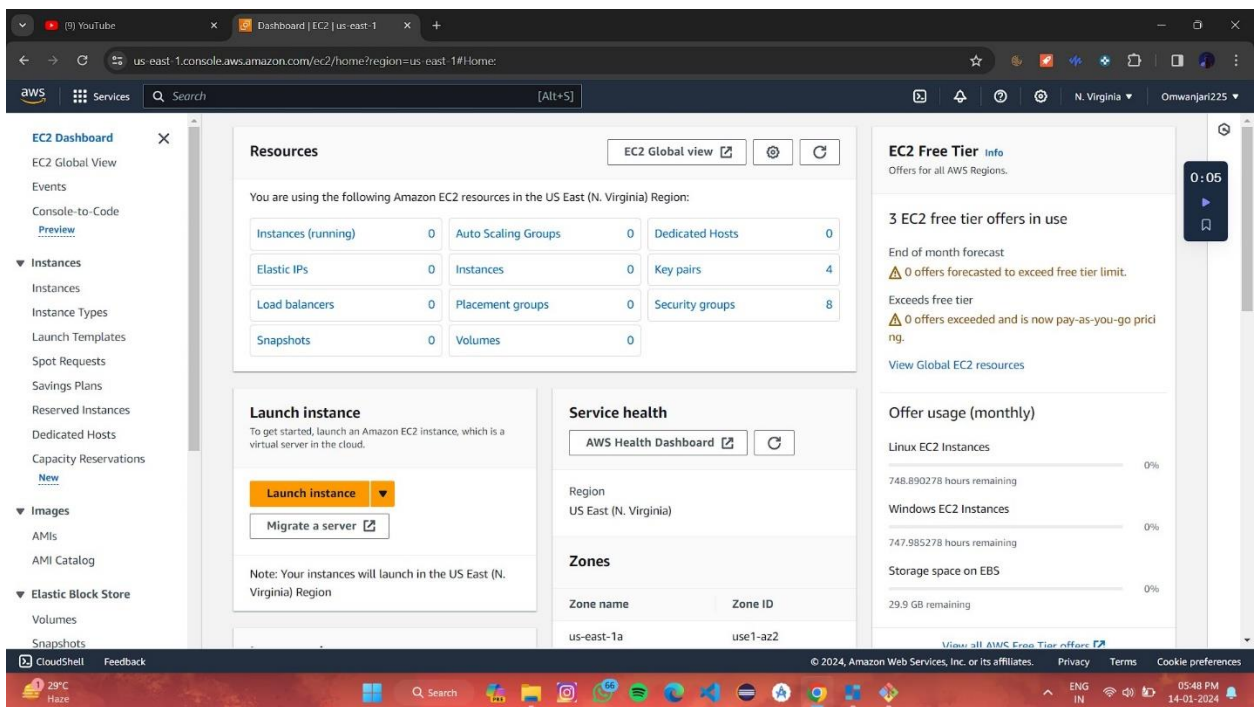 (9) YouTube
Dashboard | EC2 | us-east-1
us-east-1.console.aws.amazon.com/ec2/home?region=us-east-1#Home:
aws
Services
Search
[Alt+S]
N. Virginia
Omwanjari225
EC2 Dashboard
EC2 Global View
Events
Console-to-Code
Preview
Instances
Instances
Instance Types
Launch Templates
Spot Requests
Savings Plans
Reserved Instances
Dedicated Hosts
Capacity Reservations
New
Images
AMIs
AMI Catalog
Elastic Block Store
Volumes
Snapshots
Resources
EC2 Global view
You are using the following Amazon EC2 resources in the US East (N. Virginia) Region:
Instances (running) 0 Auto Scaling Groups 0 Dedicated Hosts 0
Elastic IPs 0 Instances 0 Key pairs 4
Load balancers 0 Placement groups 0 Security groups 8
Snapshots 0 Volumes 0
Launch instance
To get started, launch an Amazon EC2 instance, which is a
virtual server in the cloud.
Launch instance
Migrate a server
Note: Your instances will launch in the US East (N.
Virginia) Region
Service health
AWS Health Dashboard
Region
US East (N. Virginia)
Zones
Zone name Zone ID
us-east-1a use1-az2
EC2 Free Tier Info
Offers for all AWS Regions.
3 EC2 free tier offers in use
End of month forecast
0 offers forecasted to exceed free tier limit.
Exceeds free tier
0 offers exceeded and is now pay-as-you-go prici
ng.
View Global EC2 resources
Offer usage (monthly)
Linux EC2 Instances
0%
748.890278 hours remaining
Windows EC2 Instances
0%
747.985278 hours remaining
Storage space on EBS
0%
29.9 GB remaining
View all AWS Free Tier offers
0:05
CloudShell
Feedback
© 2024, Amazon Web Services, Inc. or its affiliates.
Privacy
Terms
Cookie preferences
1
29°C
Haze
Search
PRE
66
ENG
IN
05:48 PM
14-01-2024